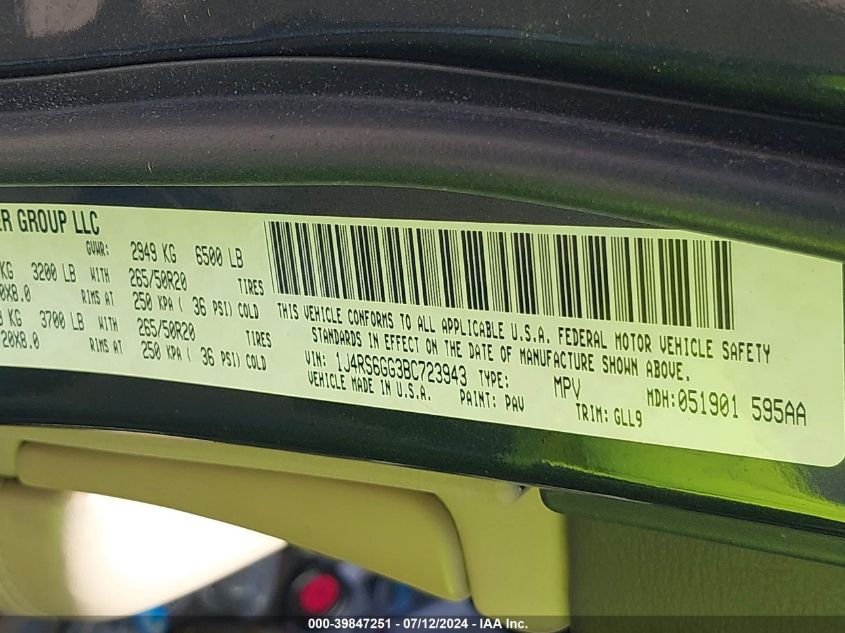 ER GROUP LLC
GVWR: 2949 KG 6500 LB
KG 3200 LB WITH 265/50R20 TIRES
0X8.0 RIMS AT 250 KPA ( 36 PSI) COLD
KG 3700 LB WITH 265/50R20 TIRES
20X8.0 RIMS AT 250 KPA ( 36 PSI) COLD
THIS VEHICLE CONFORMS TO ALL APPLICABLE U.S.A. FEDERAL MOTOR VEHICLE SAFETY
STANDARDS IN EFFECT ON THE DATE OF MANUFACTURE SHOWN ABOVE.
VIN: 1J4RS6GG3BC723943 TYPE: MPV MDH:051901 595AA
VEHICLE MADE IN U.S.A. PAINT: PAV TRIM: GLL9
000-39847251 - 07/12/2024 - IAA Inc.